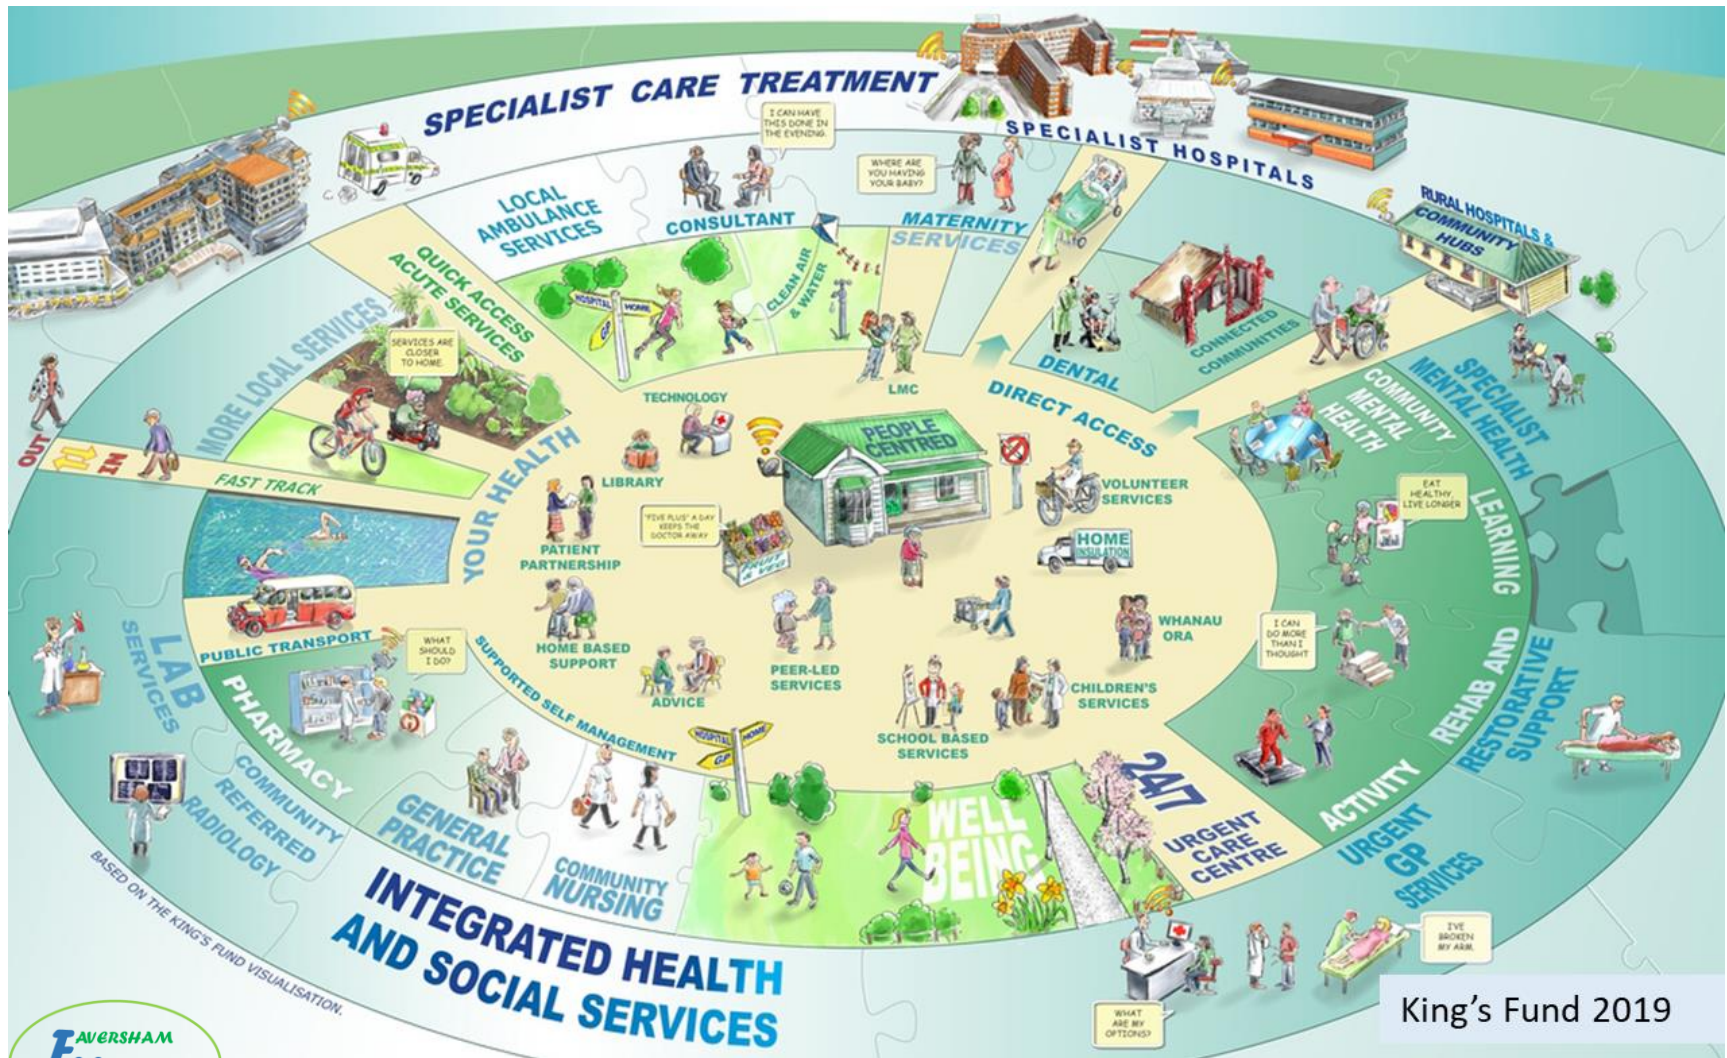 SPECIALIST CARE TREATMENT
SPECIALIST HOSPITALS
I CAN HAVE
THIS DONE IN
THE EVENING.
WHERE ARE
YOU HAVING
YOUR BABY?
LOCAL
AMBULANCE
SERVICES
CONSULTANT
MATERNITY
SERVICES
RURAL HOSPITALS &
COMMUNITY
HUBS
QUICK ACCESS
ACUTE SERVICES
HOSPITAL
HOME
GP
CLEAN AIR
& WATER
MORE LOCAL SERVICES
SERVICES ARE
CLOSER
TO HOME.
DENTAL
CONNECTED
COMMUNITIES
SPECIALIST
MENTAL HEALTH
COMMUNITY
MENTAL
HEALTH
TECHNOLOGY
LMC
DIRECT ACCESS
OUT
IN
FAST TRACK
YOUR HEALTH
LIBRARY
PEOPLE
CENTRED
VOLUNTEER
SERVICES
EAT
HEALTHY,
LIVE LONGER
LEARNING
"FIVE PLUS" A DAY
KEEPS THE
DOCTOR AWAY
FRUIT
& VEG
PATIENT
PARTNERSHIP
HOME
INSULATION
PUBLIC TRANSPORT
WHAT
SHOULD
I DO?
HOME BASED
SUPPORT
PEER-LED
SERVICES
WHANAU
ORA
I CAN
DO MORE
THAN I
THOUGHT
ADVICE
CHILDREN'S
SERVICES
SCHOOL BASED
SERVICES
SUPPORTED SELF MANAGEMENT
LAB
SERVICES
PHARMACY
HOSPITAL
HOME
GP
REHAB AND
RESTORATIVE
SUPPORT
ACTIVITY
COMMUNITY
REFERRED
RADIOLOGY
GENERAL
PRACTICE
COMMUNITY
NURSING
WELL
BEING
247
URGENT
CARE
CENTRE
URGENT
GP
SERVICES
I'VE
BROKEN
MY ARM.
WHAT
ARE MY
OPTIONS?
INTEGRATED HEALTH
AND SOCIAL SERVICES
BASED ON THE KING'S FUND VISUALISATION.
FAVERSHAM
King's Fund 2019